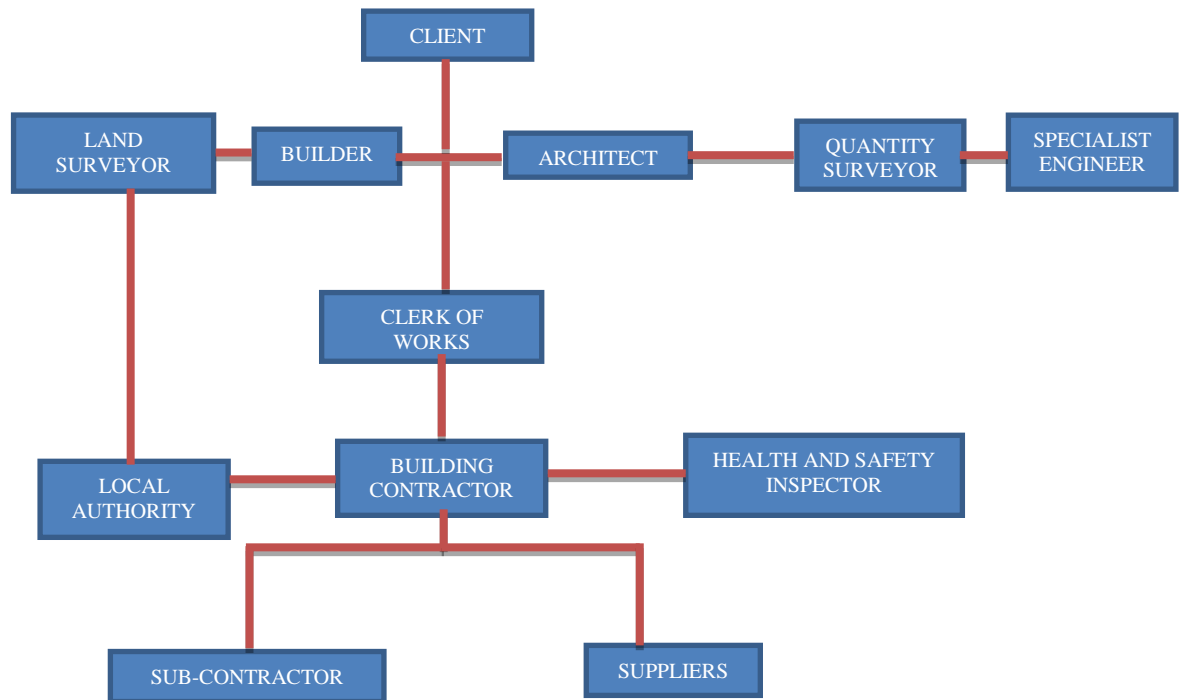 CLIENT
LAND
SURVEYOR
BUILDER
ARCHITECT
QUANTITY
SURVEYOR
SPECIALIST
ENGINEER
CLERK OF
WORKS
LOCAL
AUTHORITY
BUILDING
CONTRACTOR
HEALTH AND SAFETY
INSPECTOR
SUB-CONTRACTOR
SUPPLIERS